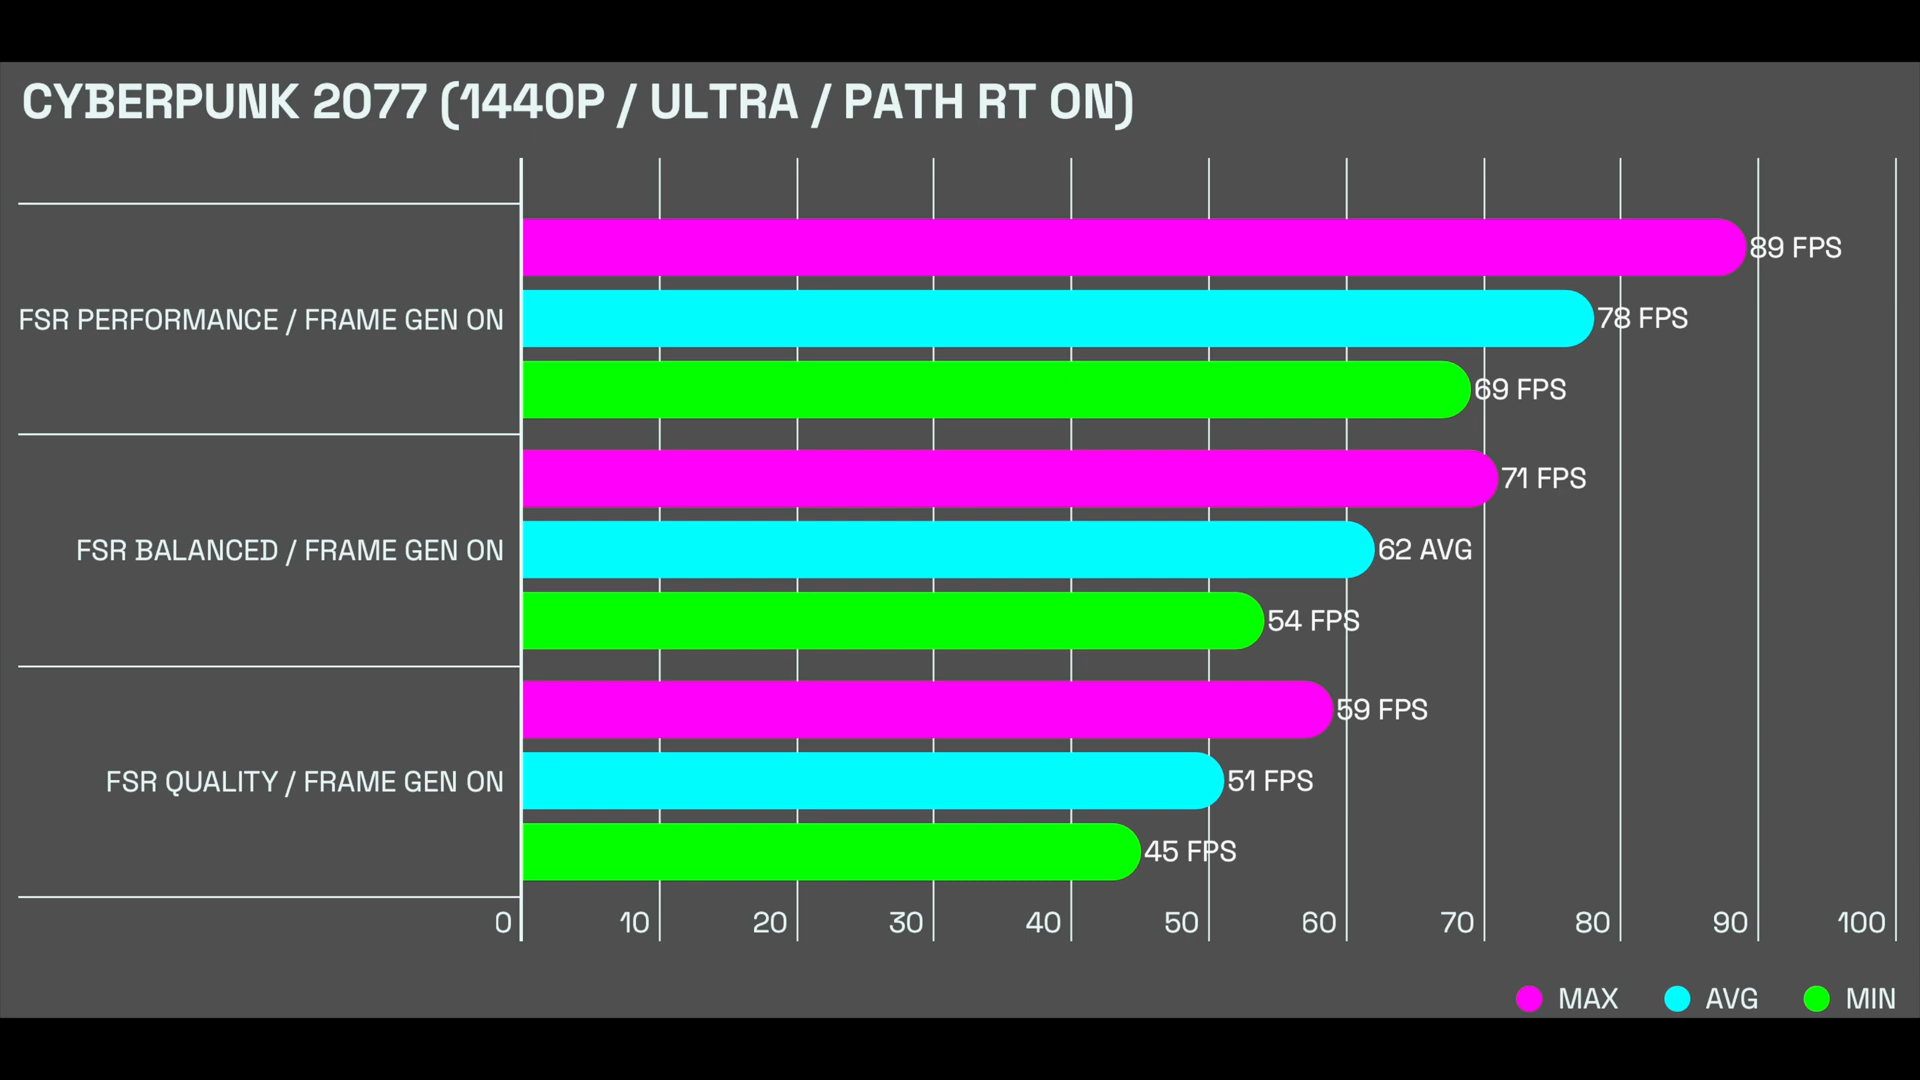 CYBERPUNK 2077 (1440P / ULTRA / PATH RT ON)
89 FPS
FSR PERFORMANCE / FRAME GEN ON
78 FPS
69 FPS
71 FPS
FSR BALANCED / FRAME GEN ON
62 AVG
54 FPS
59 FPS
FSR QUALITY / FRAME GEN ON
51 FPS
45 FPS
0 10 20 30 40 50 60 70 80 90 100
MAX AVG MIN